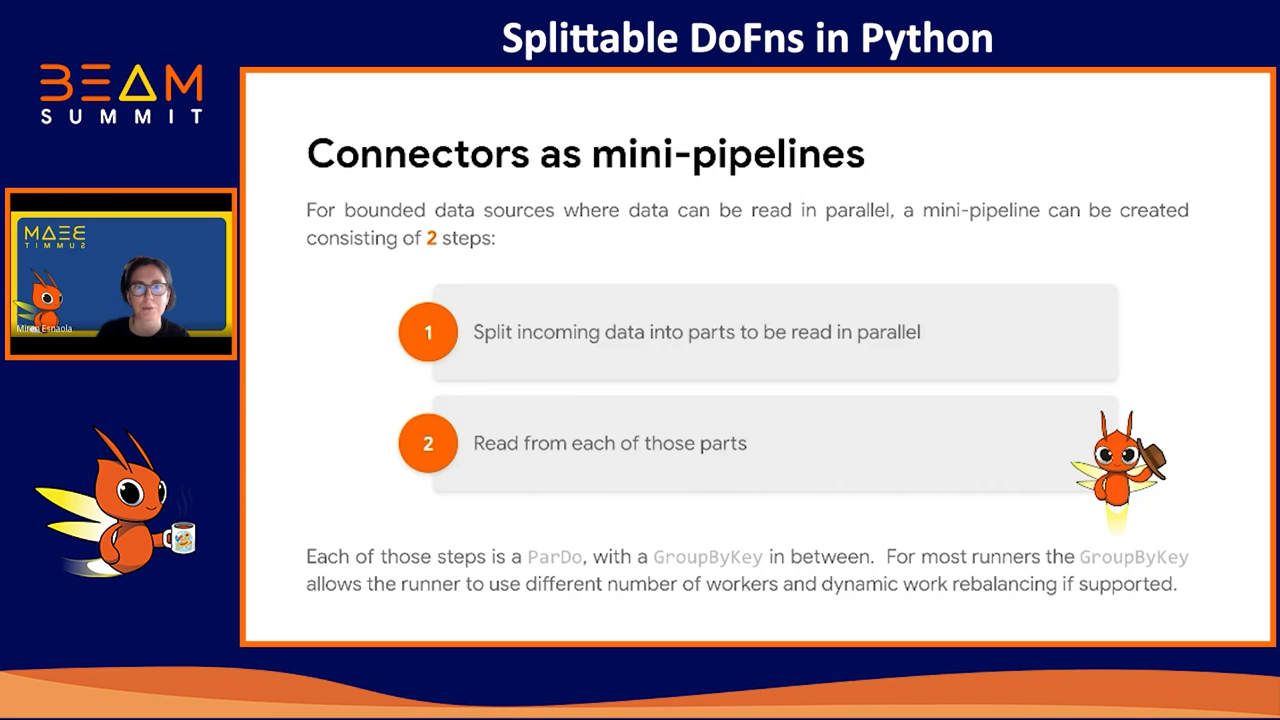 Splittable DoFns in Python
BEAM
SUMMIT
Connectors as mini-pipelines
For bounded data sources where data can be read in parallel, a mini-pipeline can be created
consisting of 2 steps:
1 Split incoming data into parts to be read in parallel
2 Read from each of those parts
Each of those steps is a ParDo, with a GroupByKey in between. For most runners the GroupByKey
allows the runner to use different number of workers and dynamic work rebalancing if supported.
Miren Esnaola